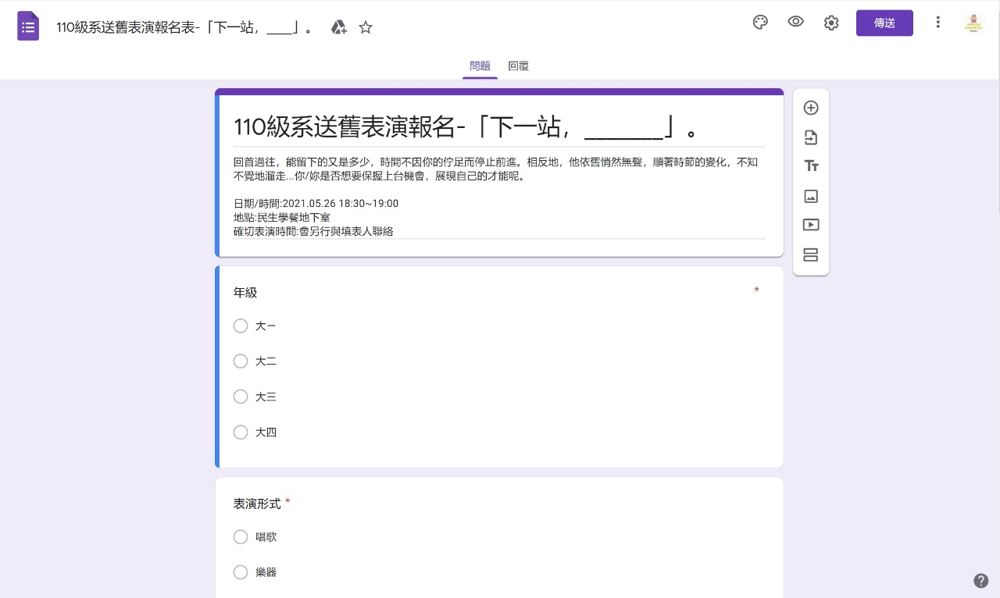 110級系送舊表演報名表-「下一站，____」。
傳送
問題
回覆
110級系送舊表演報名-「下一站，_______」。
回首過往，能留下的又是多少，時間不因你的佇足而停止前進。相反地，他依舊悄然無聲，順著時節的變化，不知
不覺地溜走...你/妳是否想要保握上台機會，展現自己的才能呢。
日期/時間:2021.05.26 18:30~19:00
地點:民生學餐地下室
確切表演時間:會另行與填表人聯絡
年級 *
大一
大二
大三
大四
表演形式 *
唱歌
樂器